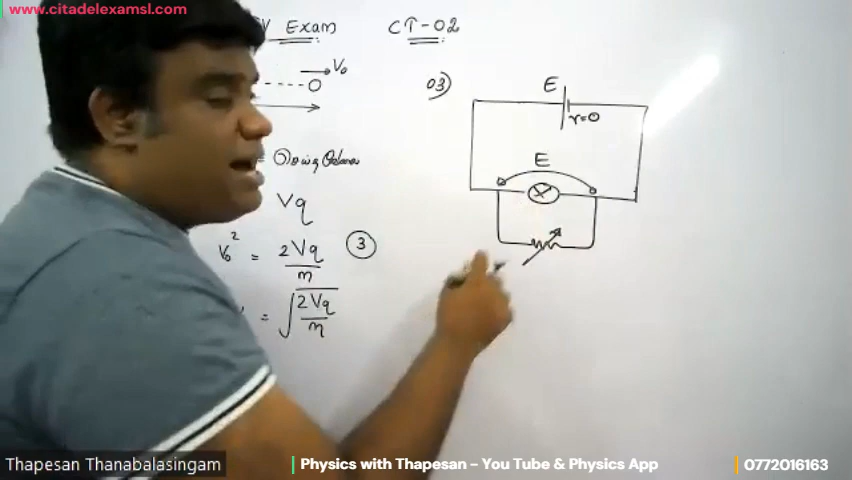 www.citadelexamsl.com
V Exam CT-02
V₀
03)
E
r=0
E
Vq
V₀² = 2Vq/m
3
= √2Vq/m
Thapesan Thanabalasingam
Physics with Thapesan - You Tube & Physics App
0772016163